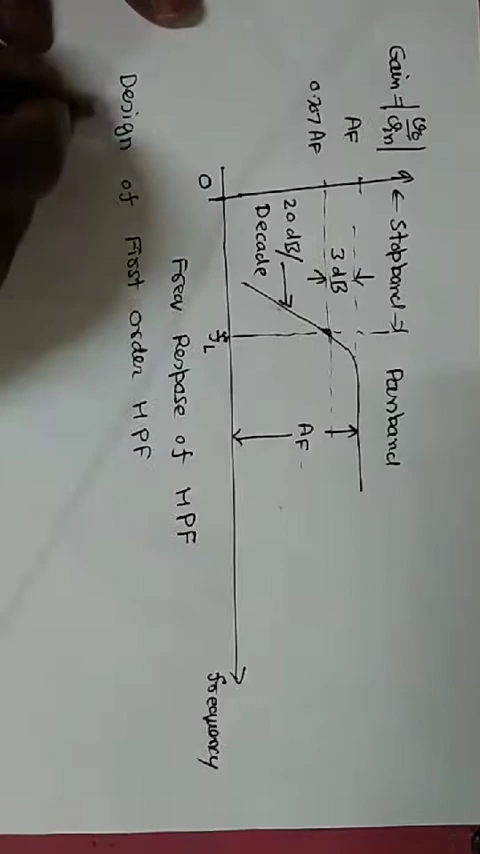 Gain = |vo/vin|
← Stopband → Passband
AF
3 dB
0.707 AF
20 dB/
Decade
AF
0
fL
frequency
Freq Respose of HPF
Design of First Order HPF